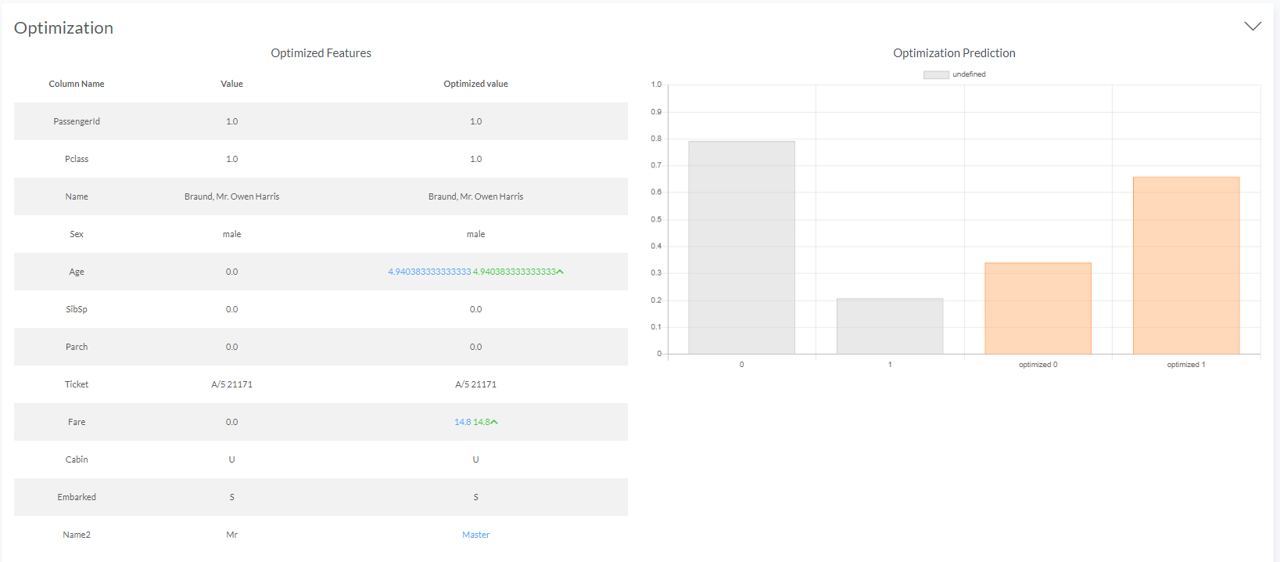 Optimization
Optimized Features
Column Name Value Optimized value
PassengerId 1.0 1.0
Pclass 1.0 1.0
Name Braund, Mr. Owen Harris Braund, Mr. Owen Harris
Sex male male
Age 0.0 4.940383333333333 4.940383333333333
SibSp 0.0 0.0
Parch 0.0 0.0
Ticket A/5 21171 A/5 21171
Fare 0.0 14.8 14.8
Cabin U U
Embarked S S
Name2 Mr Master
Optimization Prediction
undefined
1.0
0.9
0.8
0.7
0.6
0.5
0.4
0.3
0.2
0.1
0
0 1 optimized 0 optimized 1